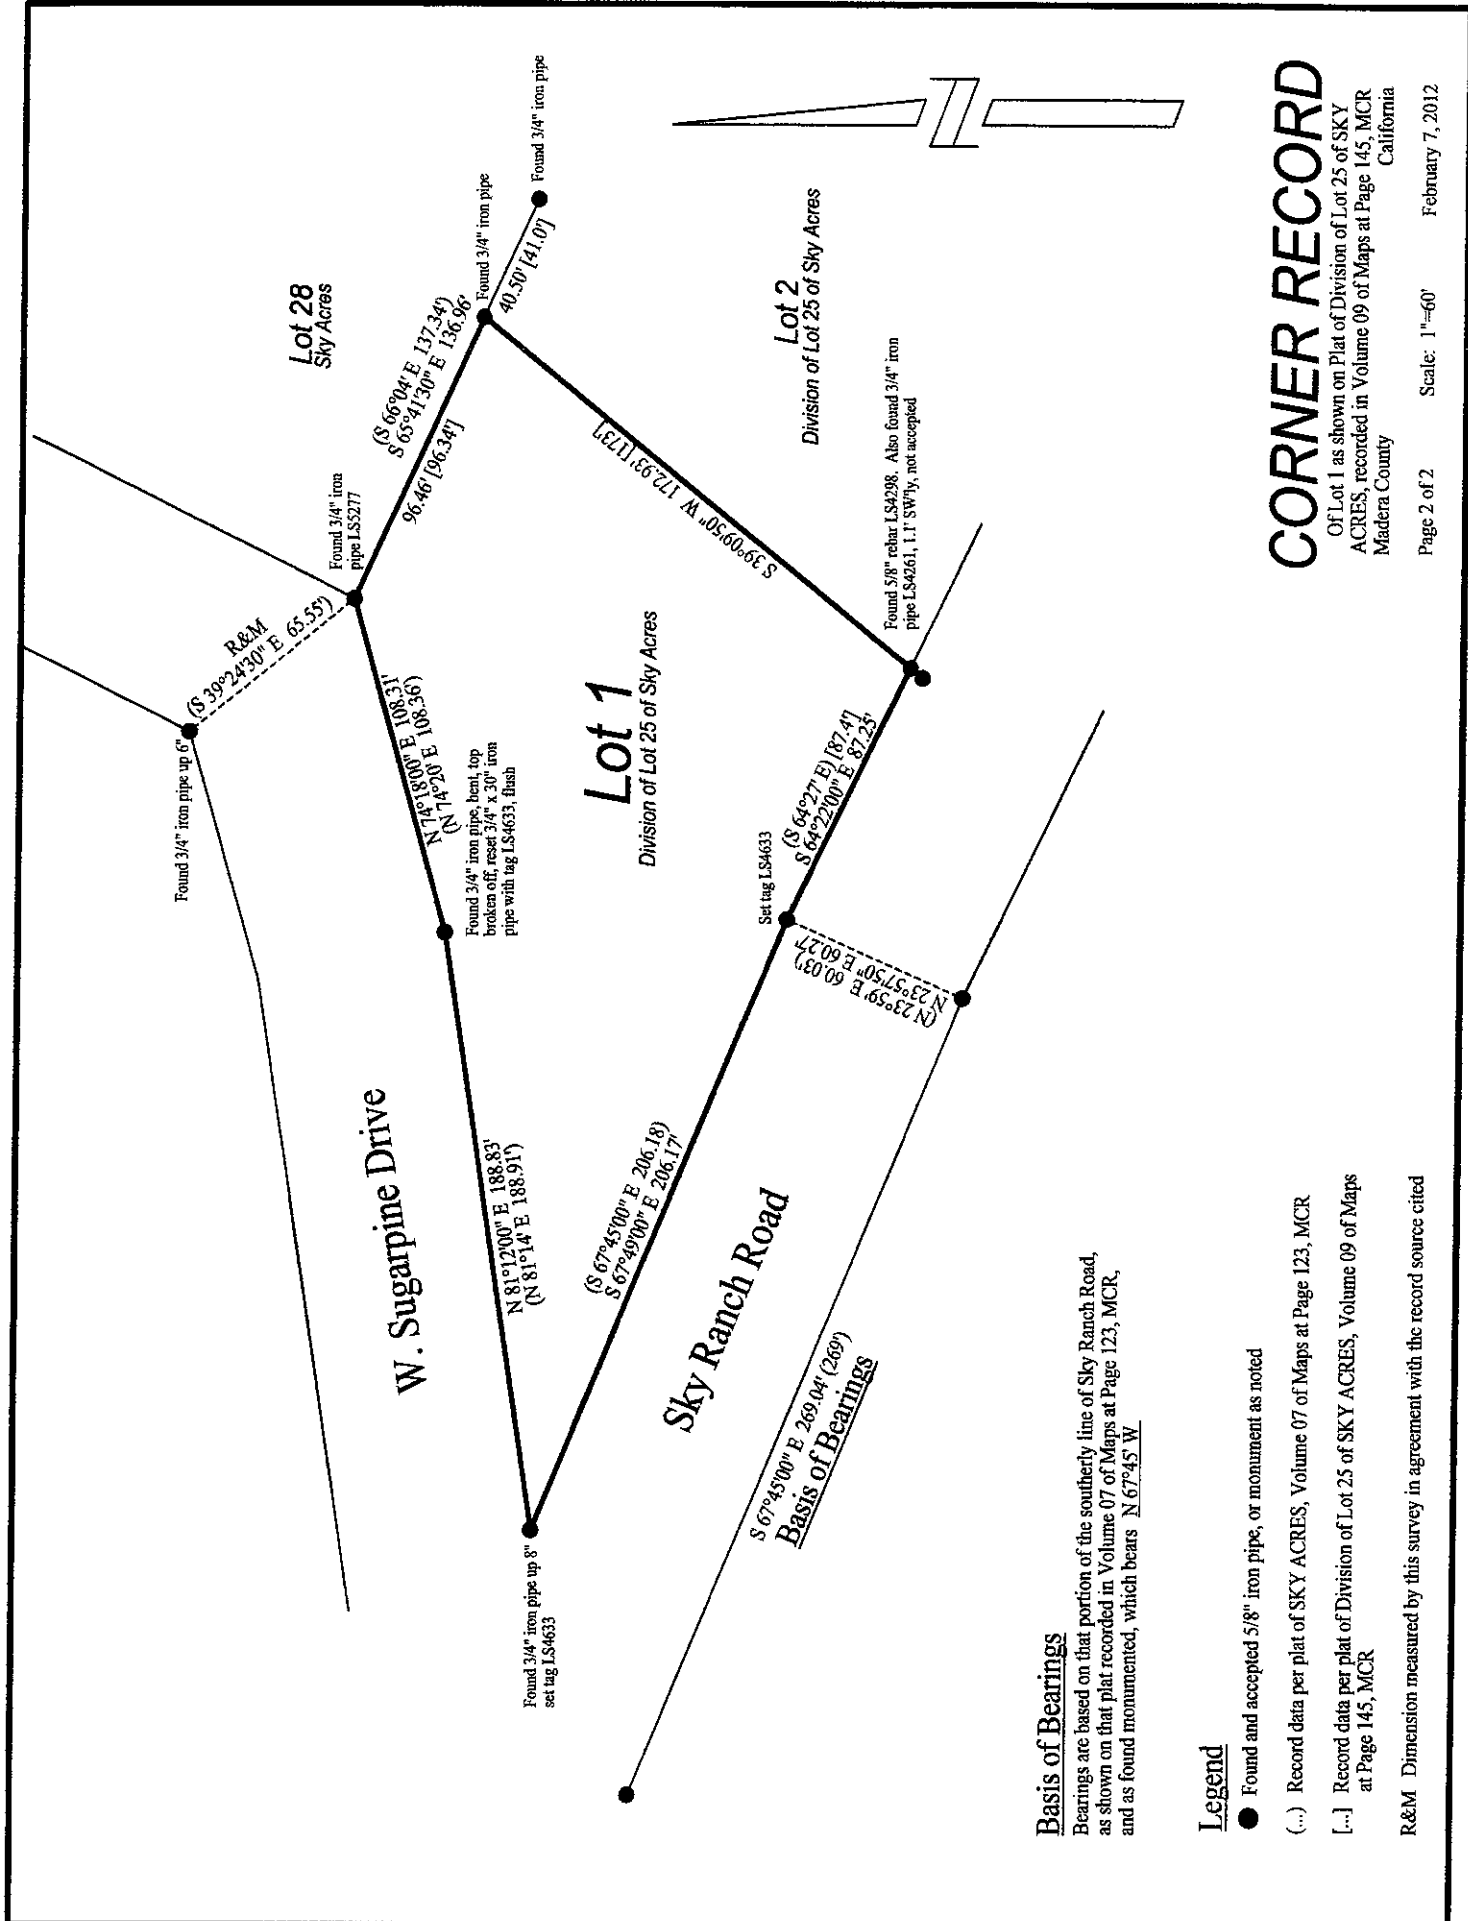 Lot 28
Sky Acres
Found 3/4" iron pipe
Found 3/4" iron pipe
40.50' [41.0']
(S 66°04' E  137.34')
S 65°41'30" E  136.96'
96.46' [96.34']
Found 3/4" iron
pipe LS5277
R&M
(S 39°24'30" E  65.55')
Found 3/4" iron pipe up 6"
N 74°18'00" E  108.31'
(N 74°20' E  108.36')
Found 3/4" iron pipe, bent, top
broken off, reset 3/4" x 30" iron
pipe with tag LS4633, flush
W. Sugarpine Drive
N 81°12'00" E  188.83'
(N 81°14' E  188.91')
Found 3/4" iron pipe up 8"
set tag LS4633
Lot 1
Division of Lot 25 of Sky Acres
S 39°09'50" W  172.93' [173']
Lot 2
Division of Lot 25 of Sky Acres
Found 5/8" rebar LS4298.  Also found 3/4" iron
pipe LS4261, 1.1' SW'ly, not accepted
Set tag LS4633
(S 64°27' E) [87.4']
S 64°22'00" E  87.25'
(N 23°59' E  60.03')
N 23°57'50" E 60.27'
(S 67°45'00" E  206.18)
S 67°49'00" E  206.17'
Sky Ranch Road
S 67°45'00" E  269.04' (269')
Basis of Bearings
Basis of Bearings
Bearings are based on that portion of the southerly line of Sky Ranch Road,
as shown on that plat recorded in Volume 07 of Maps at Page 123, MCR,
and as found monumented, which bears  N 67°45' W
Legend
Found and accepted 5/8" iron pipe, or monument as noted
(...)  Record data per plat of SKY ACRES, Volume 07 of Maps at Page 123, MCR
[...]  Record data per plat of Division of Lot 25 of SKY ACRES, Volume 09 of Maps
at Page 145, MCR
R&M  Dimension measured by this survey in agreement with the record source cited
CORNER RECORD
Of Lot 1 as shown on Plat of Division of Lot 25 of SKY
ACRES, recorded in Volume 09 of Maps at Page 145, MCR
Madera County California
Page 2 of 2 Scale:  1"=60' February 7, 2012